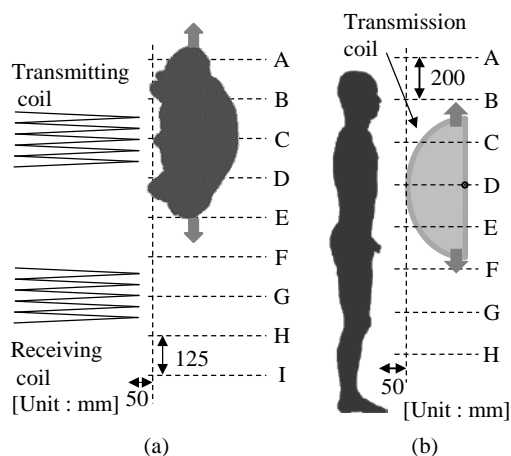 Transmitting
coil
A
B
C
D
E
F
G
H
I
Receiving
coil
50
125
[Unit : mm]
(a)
Transmission
coil
A
200
B
C
D
E
F
G
H
50
[Unit : mm]
(b)